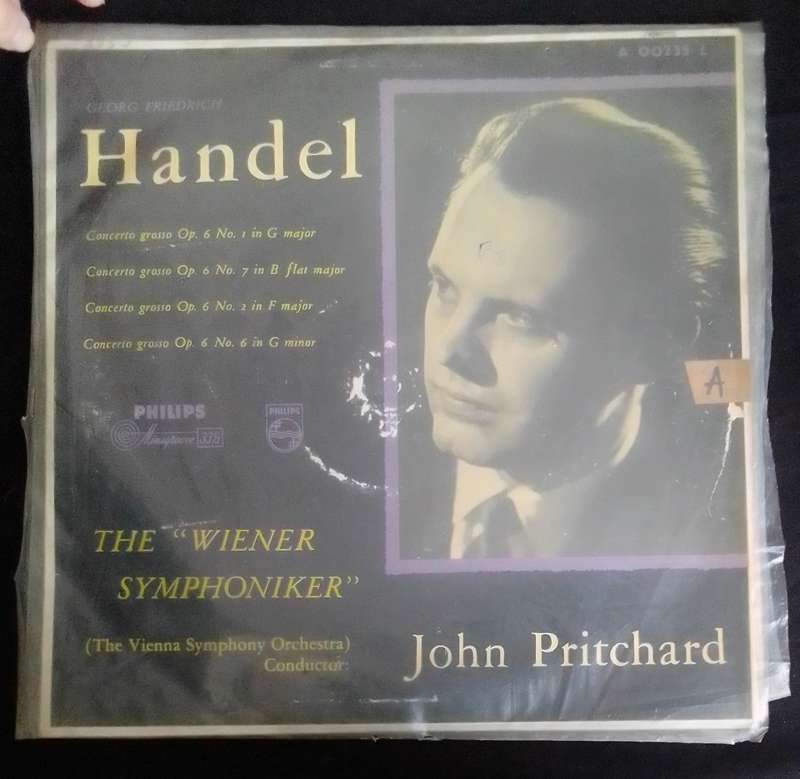 A 00235 L
GEORG FRIEDRICH
Handel
Concerto grosso Op. 6 No. 1 in G major
Concerto grosso Op. 6 No. 7 in B flat major
Concerto grosso Op. 6 No. 2 in F major
Concerto grosso Op. 6 No. 6 in G minor
PHILIPS
Minigroove 33⅓
PHILIPS
A
THE “WIENER
SYMPHONIKER”
(The Vienna Symphony Orchestra)
Conductor:
John Pritchard